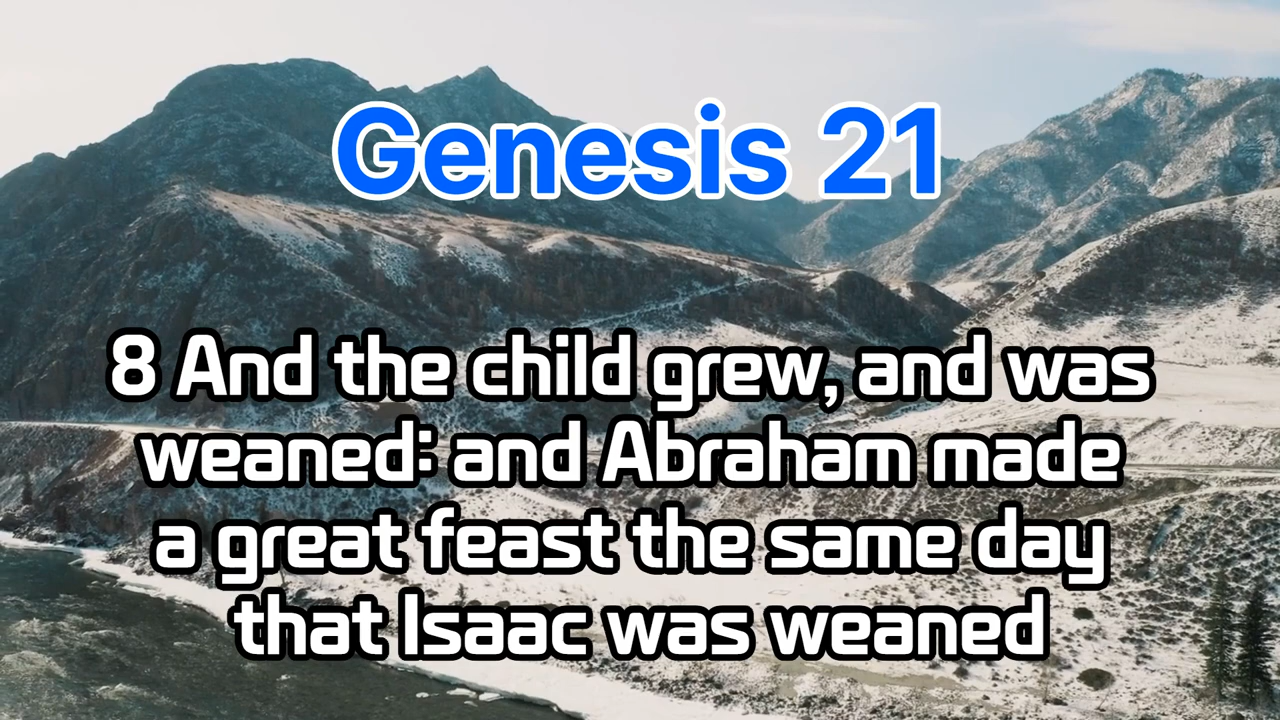 Genesis 21
8 And the child grew, and was
weaned: and Abraham made
a great feast the same day
that Isaac was weaned